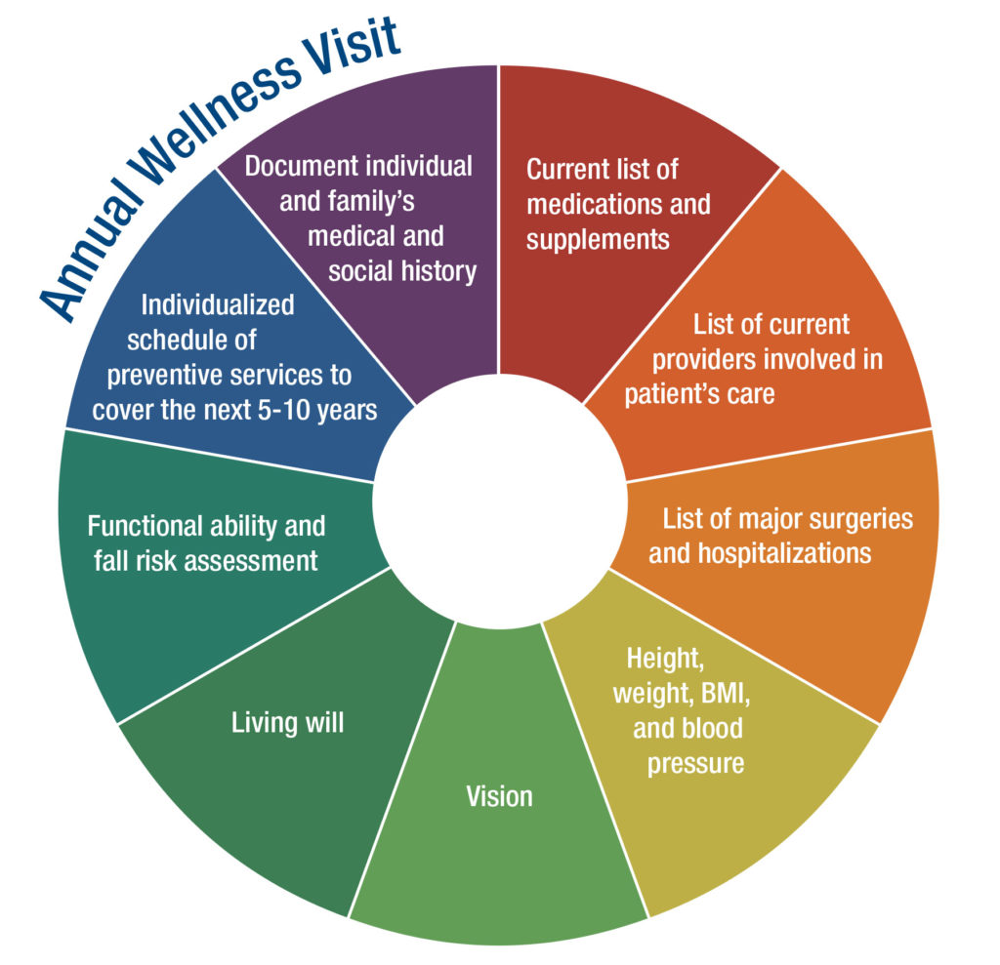 Annual Wellness Visit
Document individual
and family’s
medical and
social history
Current list of
medications and
supplements
List of current
providers involved in
patient’s care
List of major surgeries
and hospitalizations
Height,
weight, BMI,
and blood
pressure
Vision
Living will
Functional ability and
fall risk assessment
Individualized
schedule of
preventive services to
cover the next 5-10 years